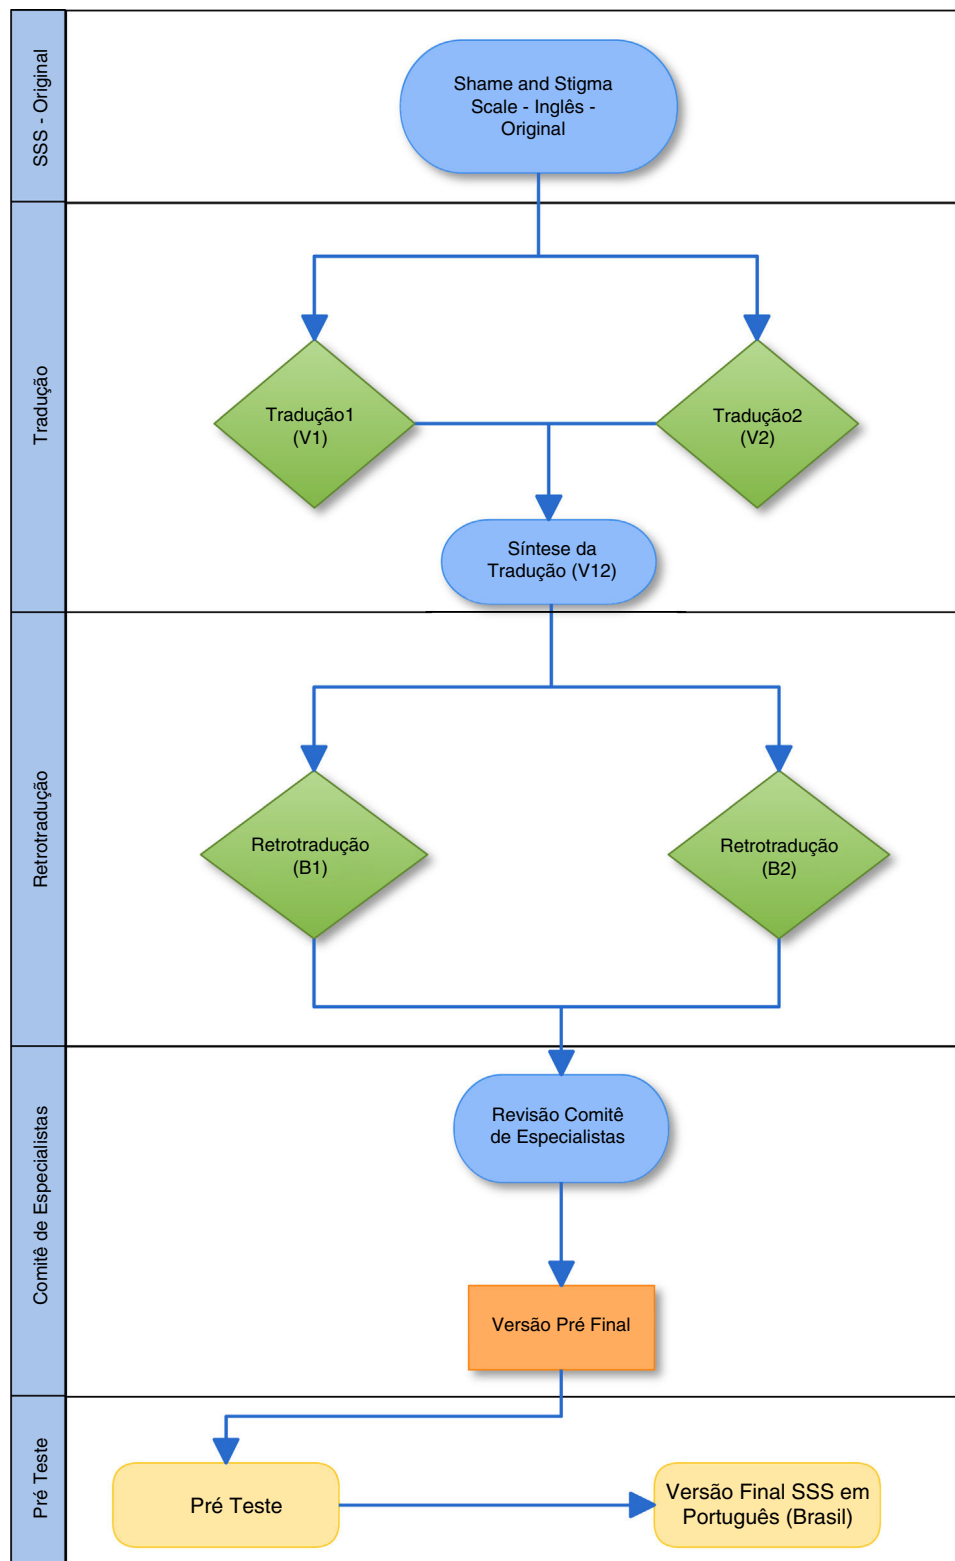 SSS - Original
Shame and Stigma
Scale - Inglês -
Original
Tradução
Tradução1
(V1)
Tradução2
(V2)
Síntese da
Tradução (V12)
Retrotradução
Retrotradução
(B1)
Retrotradução
(B2)
Comitê de Especialistas
Revisão Comitê
de Especialistas
Versão Pré Final
Pré Teste
Pré Teste
Versão Final SSS em
Português (Brasil)